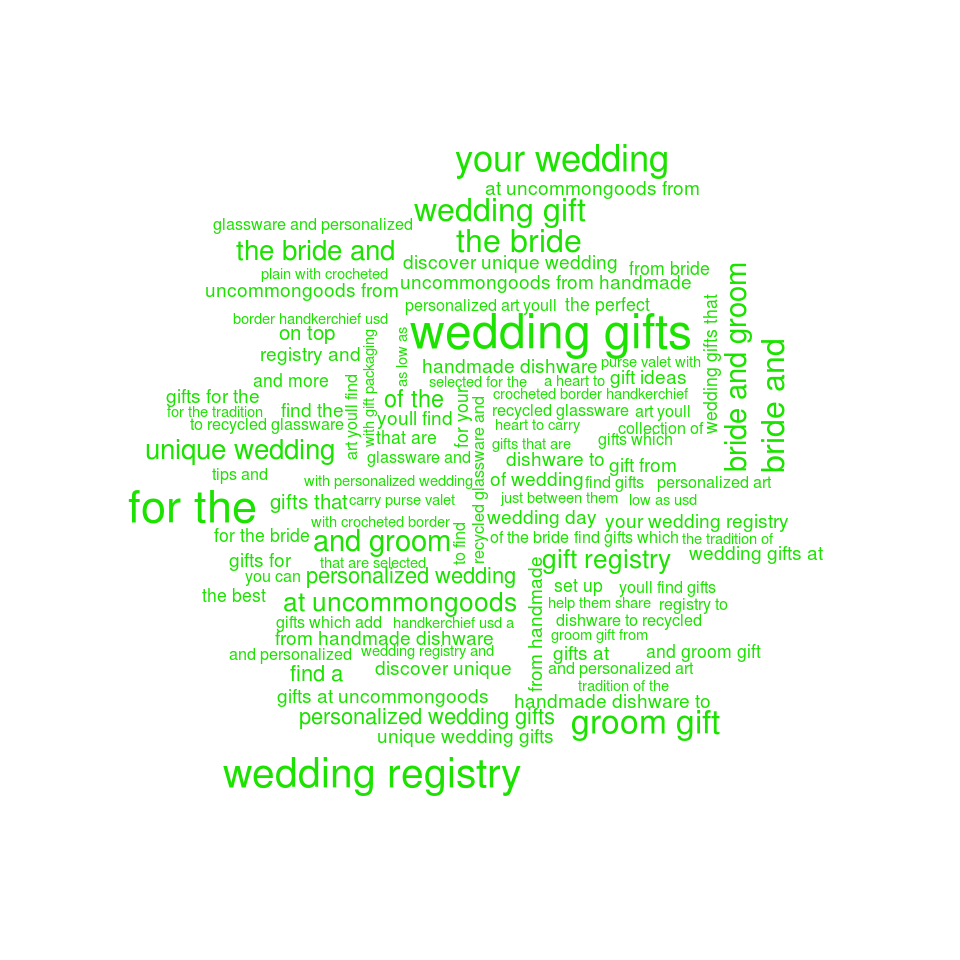 your wedding
at uncommongoods from
wedding gift
glassware and personalized
the bride
the bride and
discover unique wedding
from bride
plain with crocheted
uncommongoods from handmade
uncommongoods from
personalized art youll
the perfect
border handkerchief usd
on top
wedding gifts
registry and
as low as
with gift packaging
wedding gifts that
bride and groom
bride and
purse valet with
handmade dishware
and more
selected for the
a heart to
gift ideas
gifts for the
crocheted border handkerchief
of the
for the tradition
find the
art youll find
for your
recycled glassware
art youll
to recycled glassware
youll find
heart to carry
collection of
that are
gifts that are
gifts which
unique wedding
glassware and
recycled glassware and
dishware to
gift from
tips and
with personalized wedding
of wedding
find gifts
personalized art
for the
gifts that
carry purse valet
just between them
low as usd
with crocheted border
wedding day
your wedding registry
for the bride
and groom
to find
of the bride
find gifts which
the tradition of
gifts for
that are selected
gift registry
wedding gifts at
you can
personalized wedding
from handmade
set up
youll find gifts
the best
at uncommongoods
help them share
registry to
gifts which add
handkerchief usd a
dishware to recycled
from handmade dishware
groom gift from
and personalized
wedding registry and
gifts at
and groom gift
find a
discover unique
and personalized art
tradition of the
gifts at uncommongoods
handmade dishware to
personalized wedding gifts
groom gift
unique wedding gifts
wedding registry